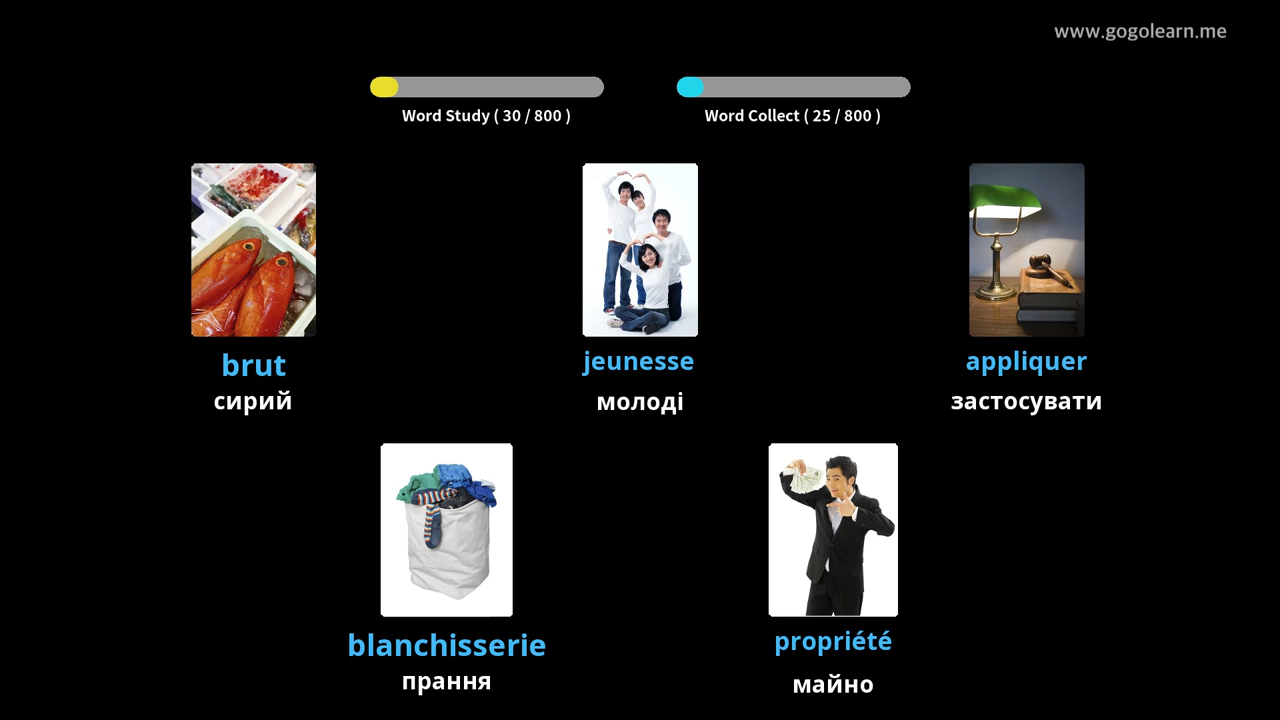 www.gogolearn.me
Word Study ( 30 / 800 )
Word Collect ( 25 / 800 )
brut
сирий
jeunesse
молоді
appliquer
застосувати
blanchisserie
прання
propriété
майно